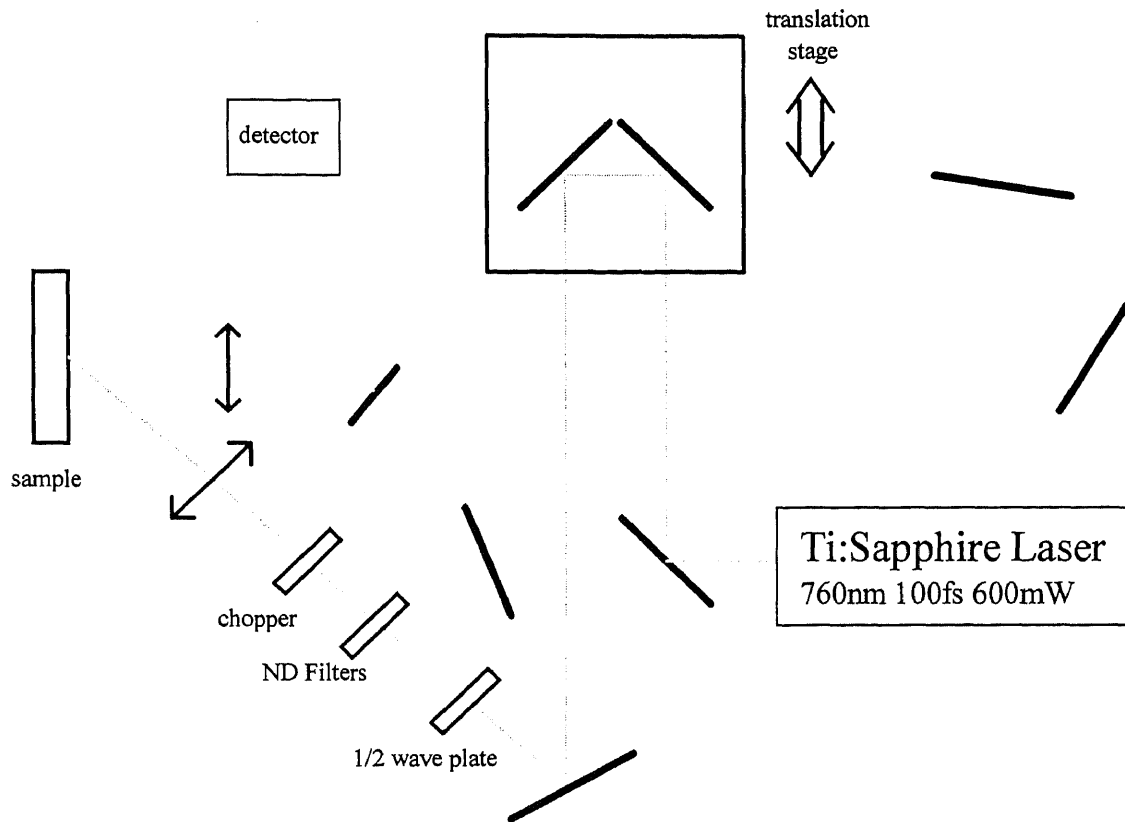 translation
stage
detector
sample
Ti:Sapphire Laser
760nm 100fs 600mW
chopper
ND Filters
1/2 wave plate